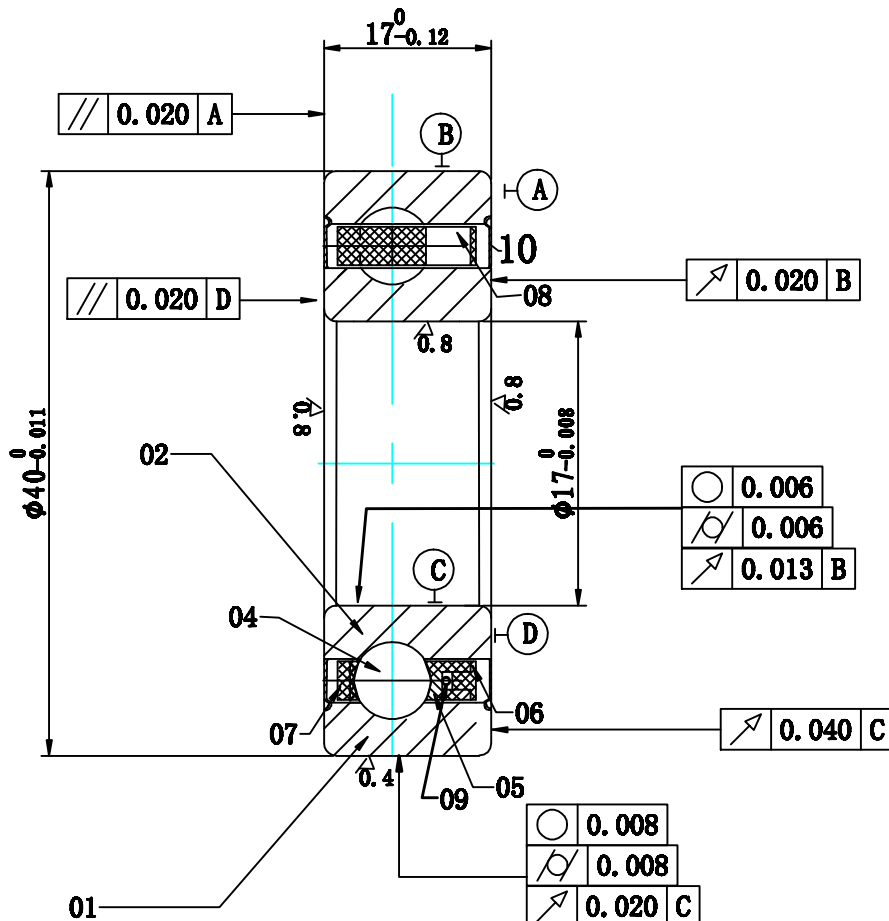 17 0 -0.12
// 0.020 A
B
A
10
// 0.020 D
08
↗ 0.020 B
0.8
0.8
0.8
φ40 0 -0.011
φ17 0 -0.008
02
○ 0.006
⌭ 0.006
↗ 0.013 B
C
04
D
07
06
↗ 0.040 C
0.4
09
05
○ 0.008
⌭ 0.008
↗ 0.020 C
01